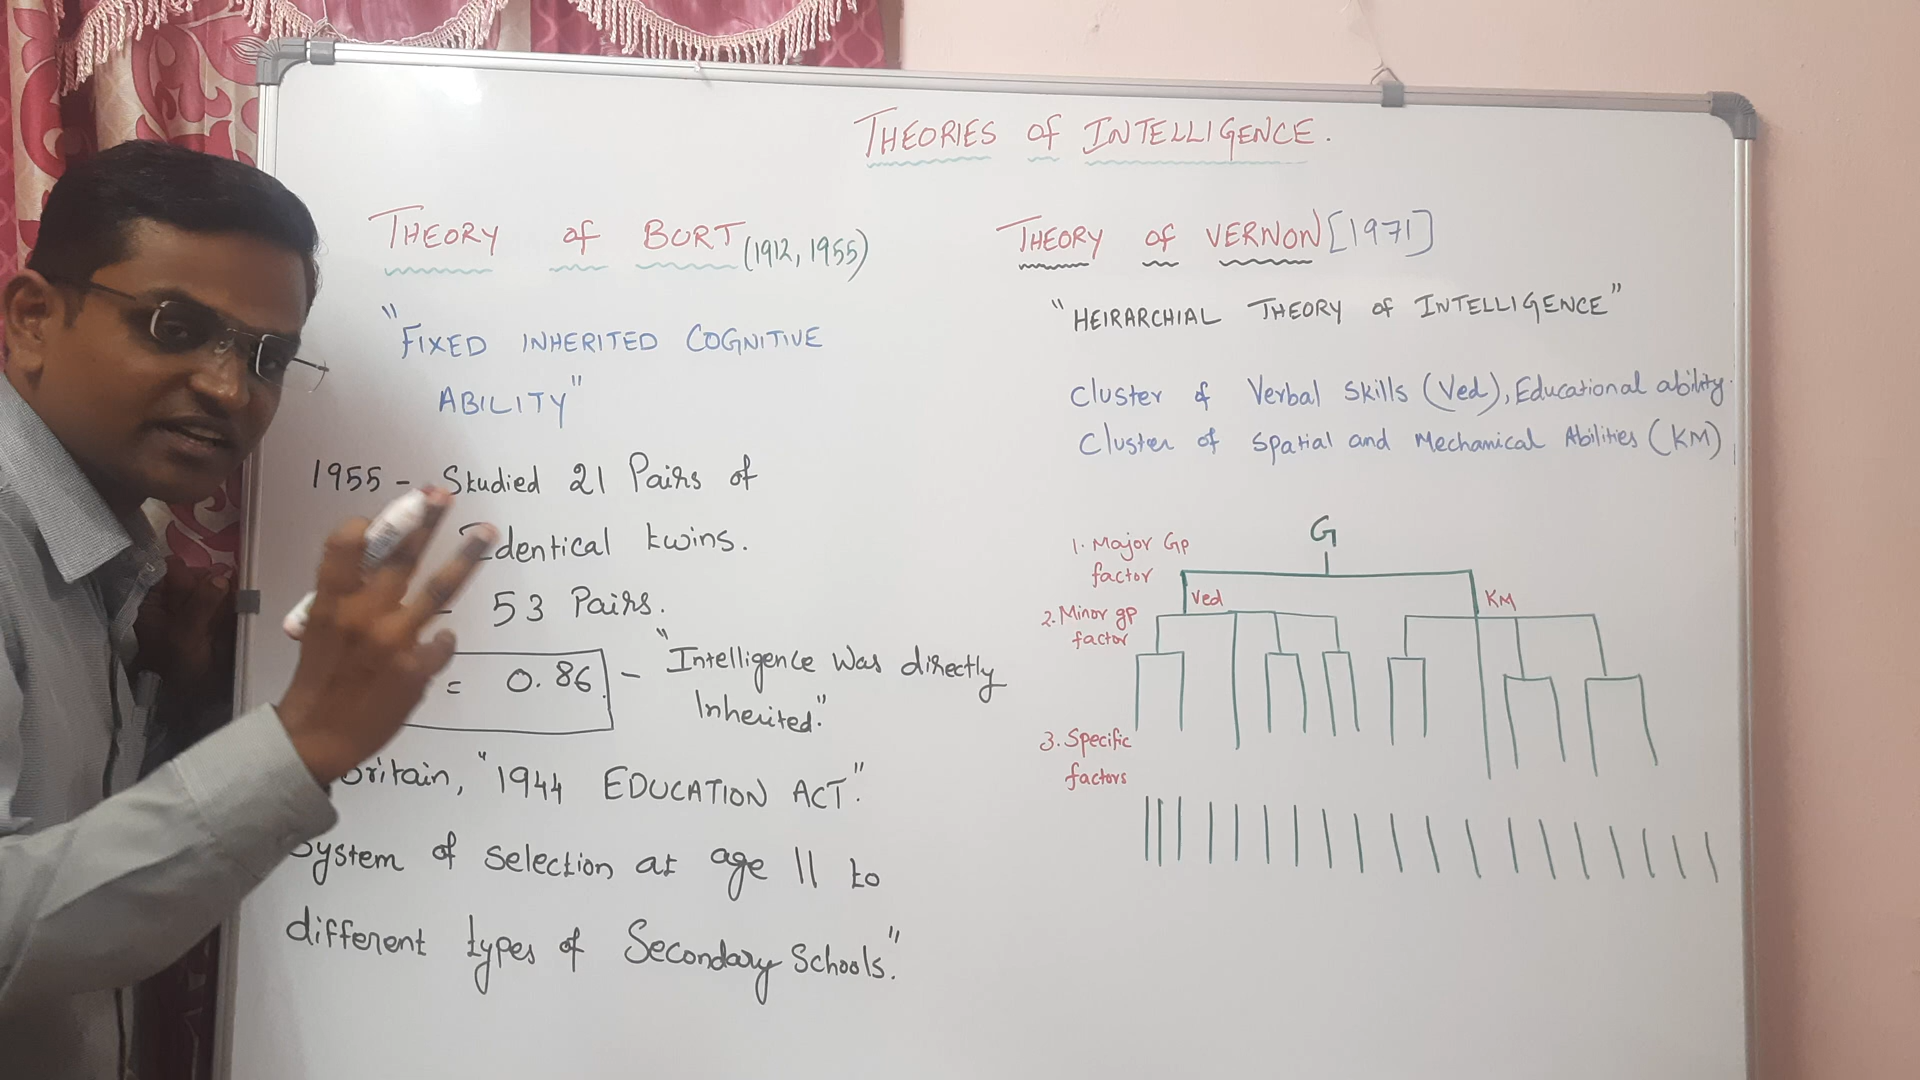 THEORIES of INTELLIGENCE.
THEORY of BURT (1912, 1955)
"FIXED INHERITED COGNITIVE
ABILITY"
1955 - Studied 21 Pairs of
Identical twins.
- 53 Pairs.
= 0.86 - "Intelligence Was directly
Inherited."
Britain, "1944 EDUCATION ACT".
System of selection at age 11 to
different types of Secondary Schools."
THEORY of VERNON [1971]
"HEIRARCHIAL THEORY of INTELLIGENCE"
Cluster of Verbal Skills (Ved), Educational ability.
Cluster of Spatial and Mechanical Abilities (KM)
G
1. Major Gp
factor
Ved
KM
2. Minor gp
factor
3. Specific
factors